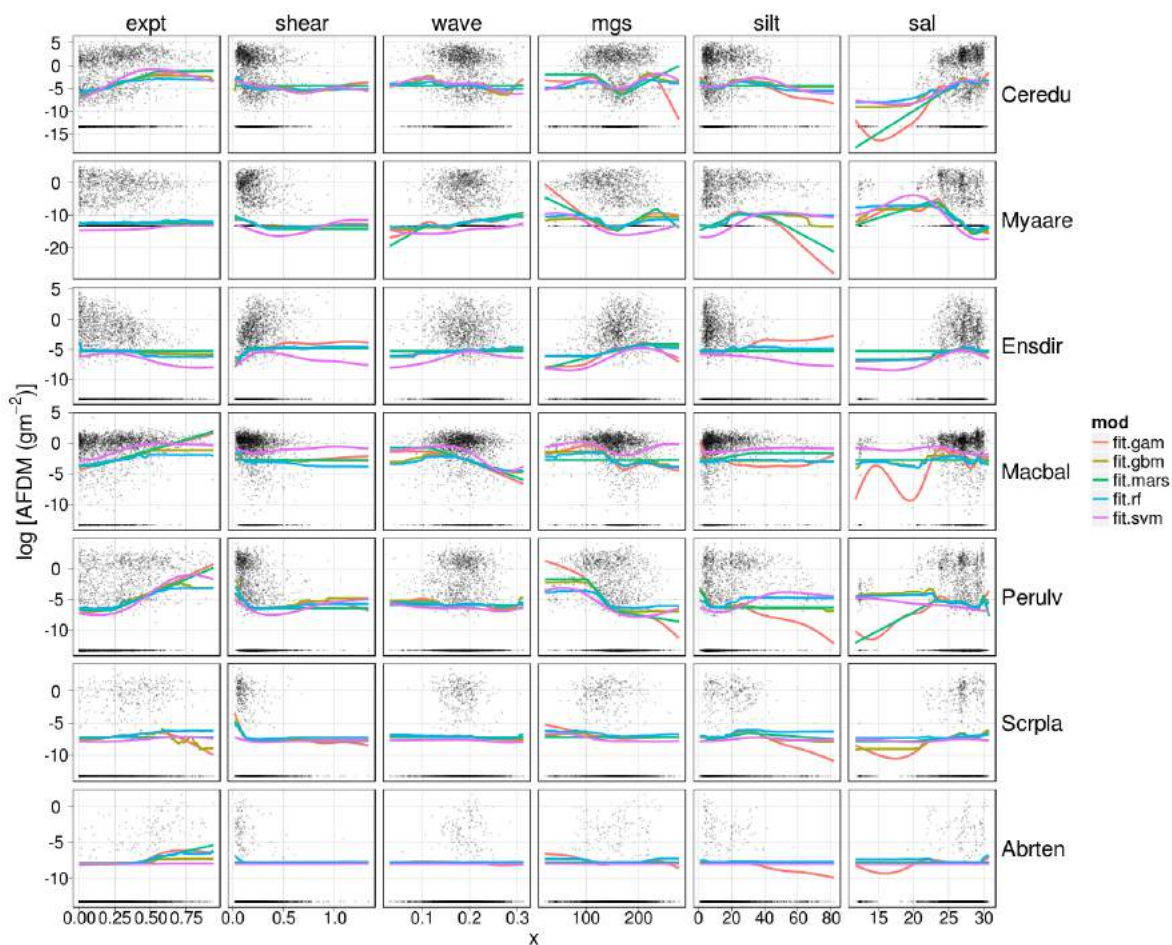 expt shear wave mgs silt sal
5
0
-5
-10
-15
Ceredu
0
-10
-20
Myaare
5
0
-5
-10
Ensdir
5
0
-5
-10
Macbal
0
-5
-10
Perulv
0
-5
-10
Scrpla
0
-5
-10
Abrten
log [AFDM (gm⁻²)]
0.00 0.25 0.50 0.75 0.0 0.5 1.0 0.1 0.2 0.3 100 200 0 20 40 60 80 15 20 25 30
x
mod
fit.gam
fit.gbm
fit.mars
fit.rf
fit.svm